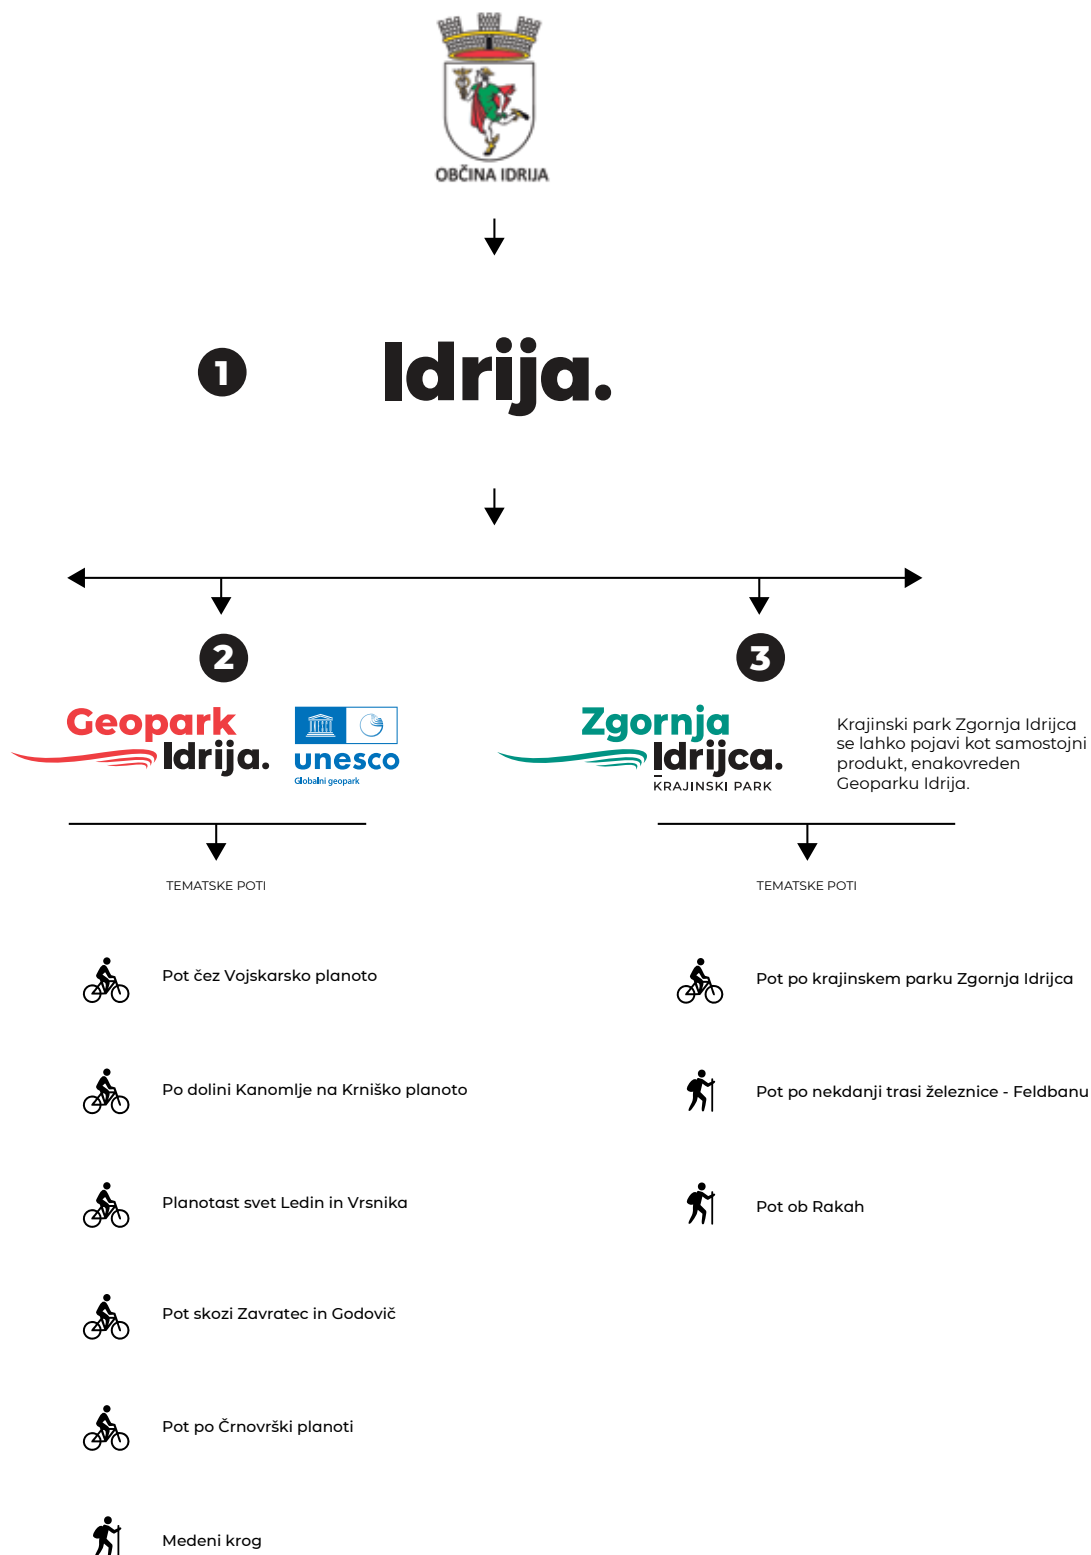 OBČINA IDRIJA
1
Idrija.
2
Geopark
Idrija.
unesco
Globalni geopark
3
Zgornja
Idrijca.
KRAJINSKI PARK
Krajinski park Zgornja Idrijca
se lahko pojavi kot samostojni
produkt, enakovreden
Geoparku Idrija.
TEMATSKE POTI
Pot čez Vojskarsko planoto
Po dolini Kanomlje na Krniško planoto
Planotast svet Ledin in Vrsnika
Pot skozi Zavratec in Godovič
Pot po Črnovrški planoti
Medeni krog
TEMATSKE POTI
Pot po krajinskem parku Zgornja Idrijca
Pot po nekdanji trasi železnice - Feldbanu
Pot ob Rakah